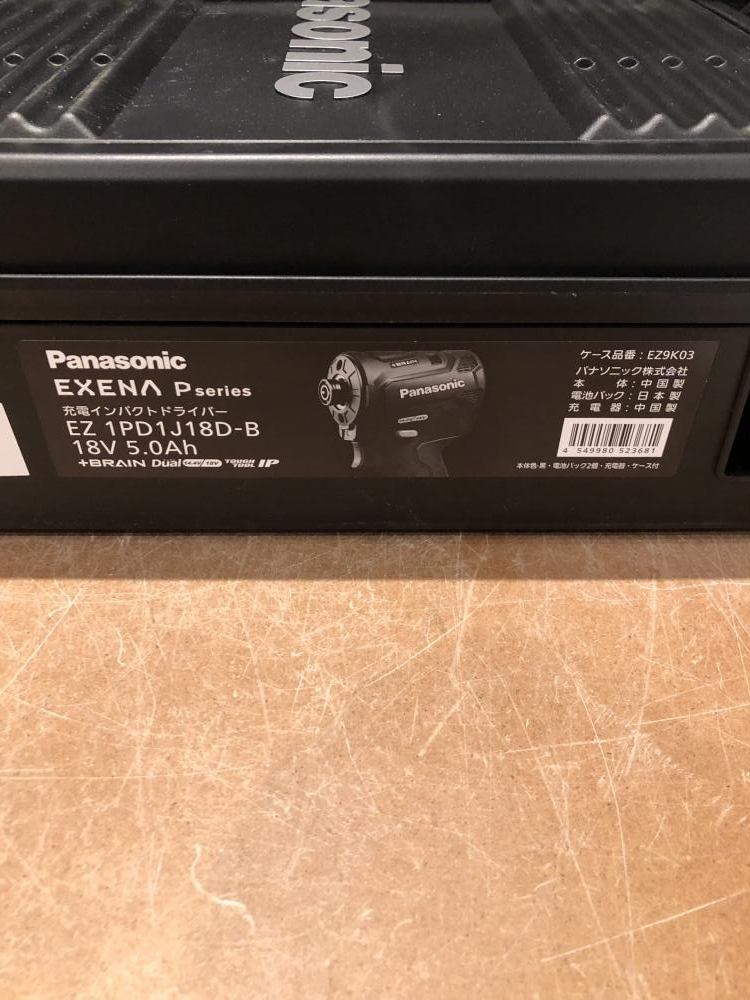 asonic
Panasonic
EXENA P series
充電インパクトドライバー
EZ 1PD1J18D-B
18V 5.0Ah
+BRAIN Dual 14.4V/18V TOUGH TOOL IP
+BRAIN
Panasonic
ケース品番:EZ9K03
パナソニック株式会社
本体:中国製
電池パック:日本製
充電器:中国製
4 549980 523681
本体色・黒・電池パック2個・充電器・ケース付